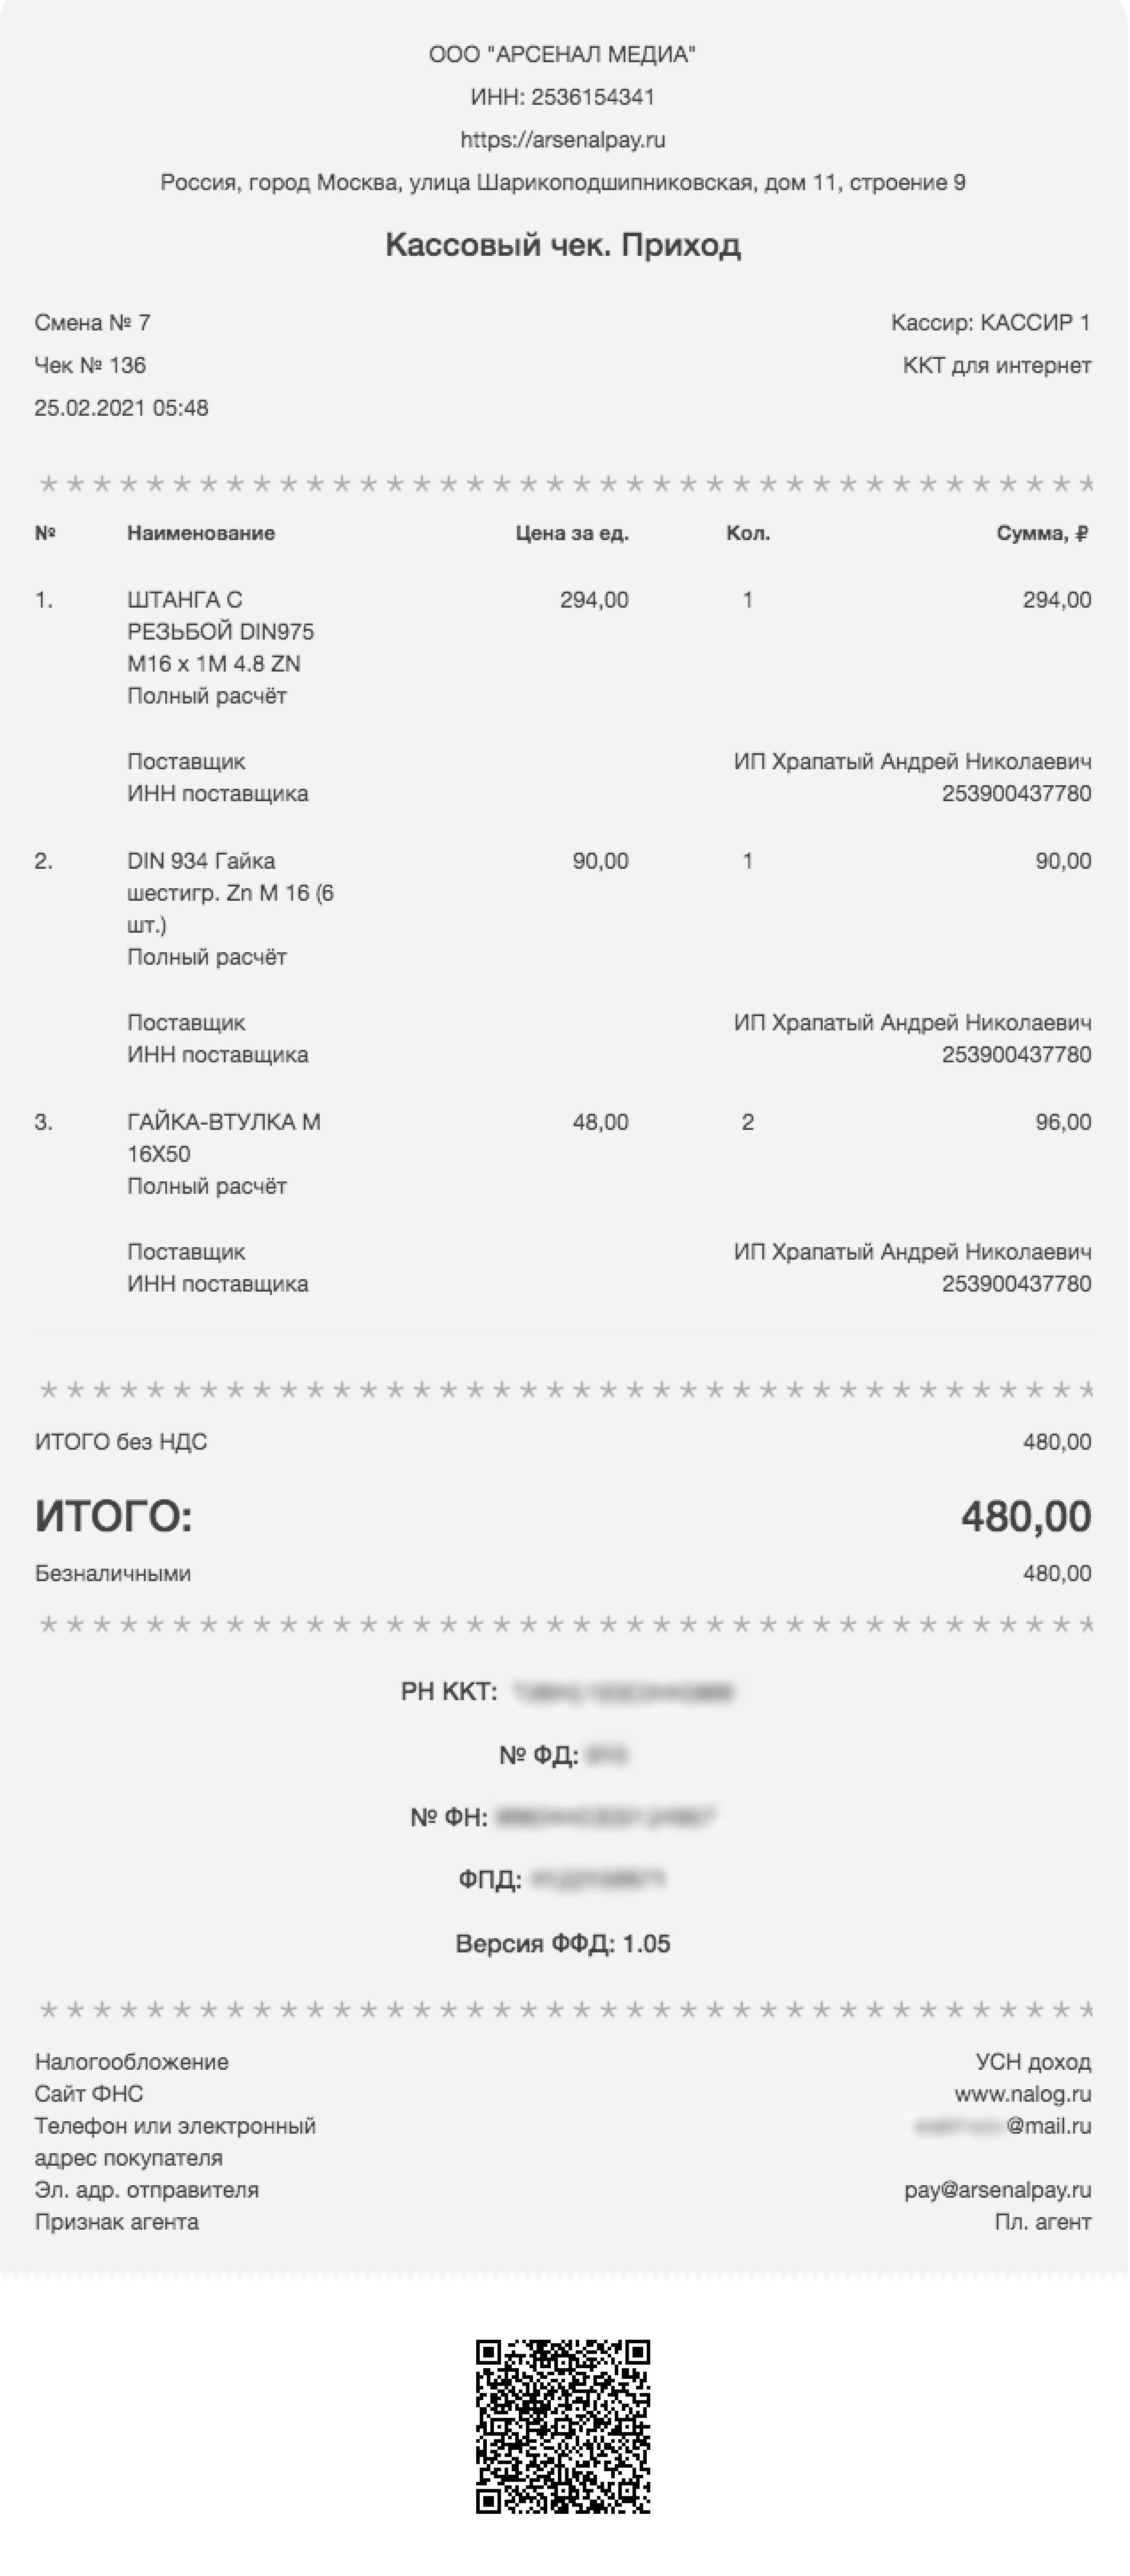 ООО "АРСЕНАЛ МЕДИА"
ИНН: 2536154341
https://arsenalpay.ru
Россия, город Москва, улица Шарикоподшипниковская, дом 11, строение 9
Кассовый чек. Приход
Смена № 7 Кассир: КАССИР 1
Чек № 136 ККТ для интернет
25.02.2021 05:48
* * * * * * * * * * * * * * * * * * * * * * * * * * * * * * * * * * * * * * * *
№ Наименование Цена за ед. Кол. Сумма, ₽
1. ШТАНГА С 294,00 1 294,00
РЕЗЬБОЙ DIN975
М16 х 1М 4.8 ZN
Полный расчёт
Поставщик ИП Храпатый Андрей Николаевич
ИНН поставщика 253900437780
2. DIN 934 Гайка 90,00 1 90,00
шестигр. Zn М 16 (6
шт.)
Полный расчёт
Поставщик ИП Храпатый Андрей Николаевич
ИНН поставщика 253900437780
3. ГАЙКА-ВТУЛКА М 48,00 2 96,00
16Х50
Полный расчёт
Поставщик ИП Храпатый Андрей Николаевич
ИНН поставщика 253900437780
* * * * * * * * * * * * * * * * * * * * * * * * * * * * * * * * * * * * * * * *
ИТОГО без НДС 480,00
ИТОГО: 480,00
Безналичными 480,00
* * * * * * * * * * * * * * * * * * * * * * * * * * * * * * * * * * * * * * * *
РН ККТ:
№ ФД:
№ ФН:
ФПД:
Версия ФФД: 1.05
* * * * * * * * * * * * * * * * * * * * * * * * * * * * * * * * * * * * * * * *
Налогообложение УСН доход
Сайт ФНС www.nalog.ru
Телефон или электронный @mail.ru
адрес покупателя
Эл. адр. отправителя pay@arsenalpay.ru
Признак агента Пл. агент